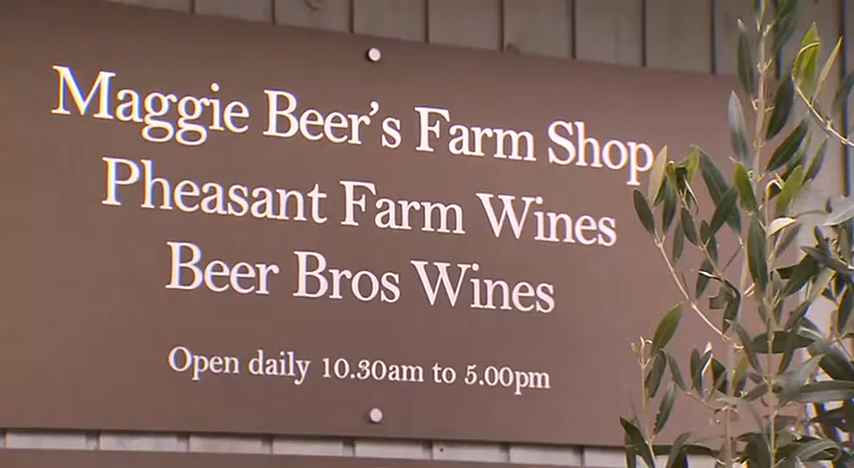 Maggie Beer's Farm Shop
Pheasant Farm Wines
Beer Bros Wines
Open daily 10.30am to 5.00pm